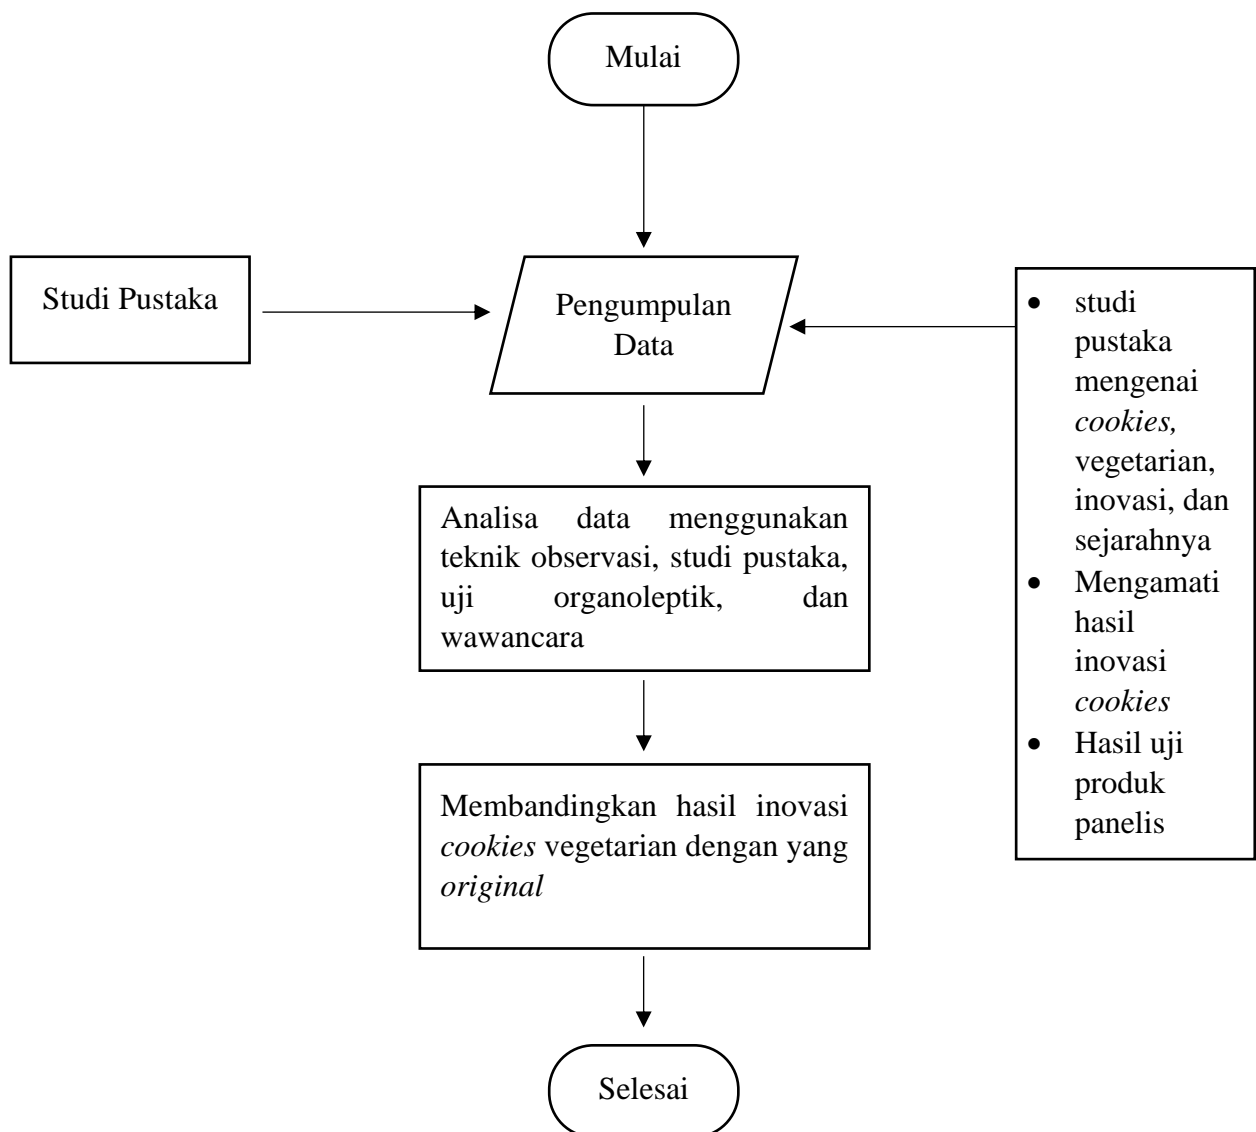 Mulai
Studi Pustaka
Pengumpulan
Data
• studi
pustaka
mengenai
cookies,
vegetarian,
inovasi, dan
sejarahnya
• Mengamati
hasil
inovasi
cookies
• Hasil uji
produk
panelis
Analisa data menggunakan
teknik observasi, studi pustaka,
uji organoleptik, dan
wawancara
Membandingkan hasil inovasi
cookies vegetarian dengan yang
original
Selesai